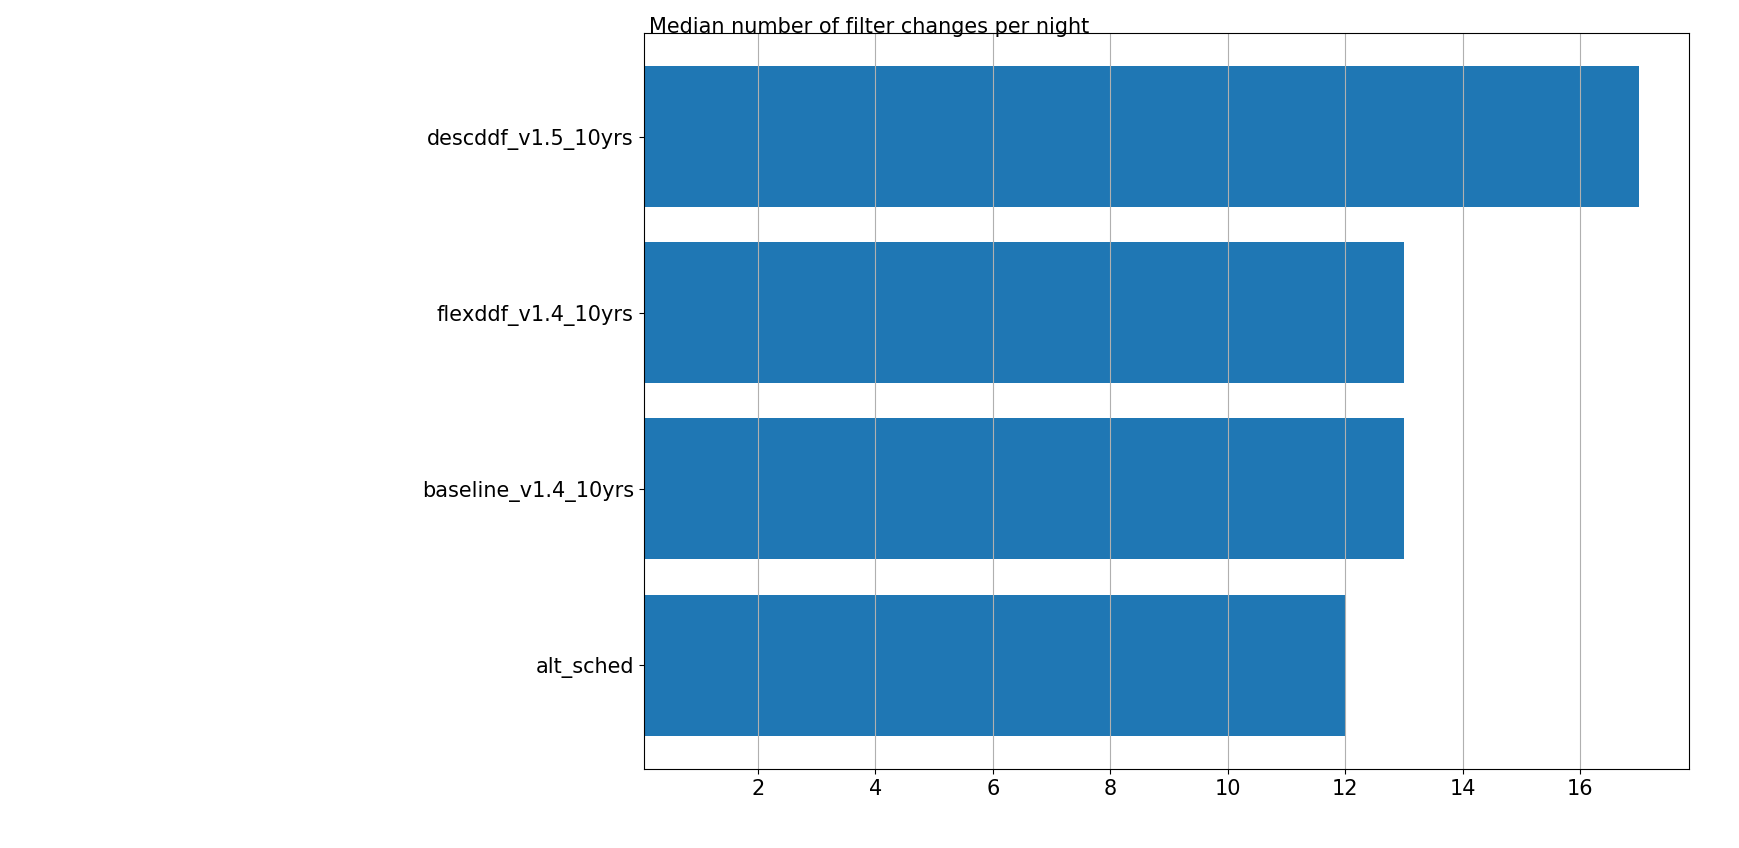 Median number of filter changes per night
descddf_v1.5_10yrs
flexddf_v1.4_10yrs
baseline_v1.4_10yrs
alt_sched
2 4 6 8 10 12 14 16